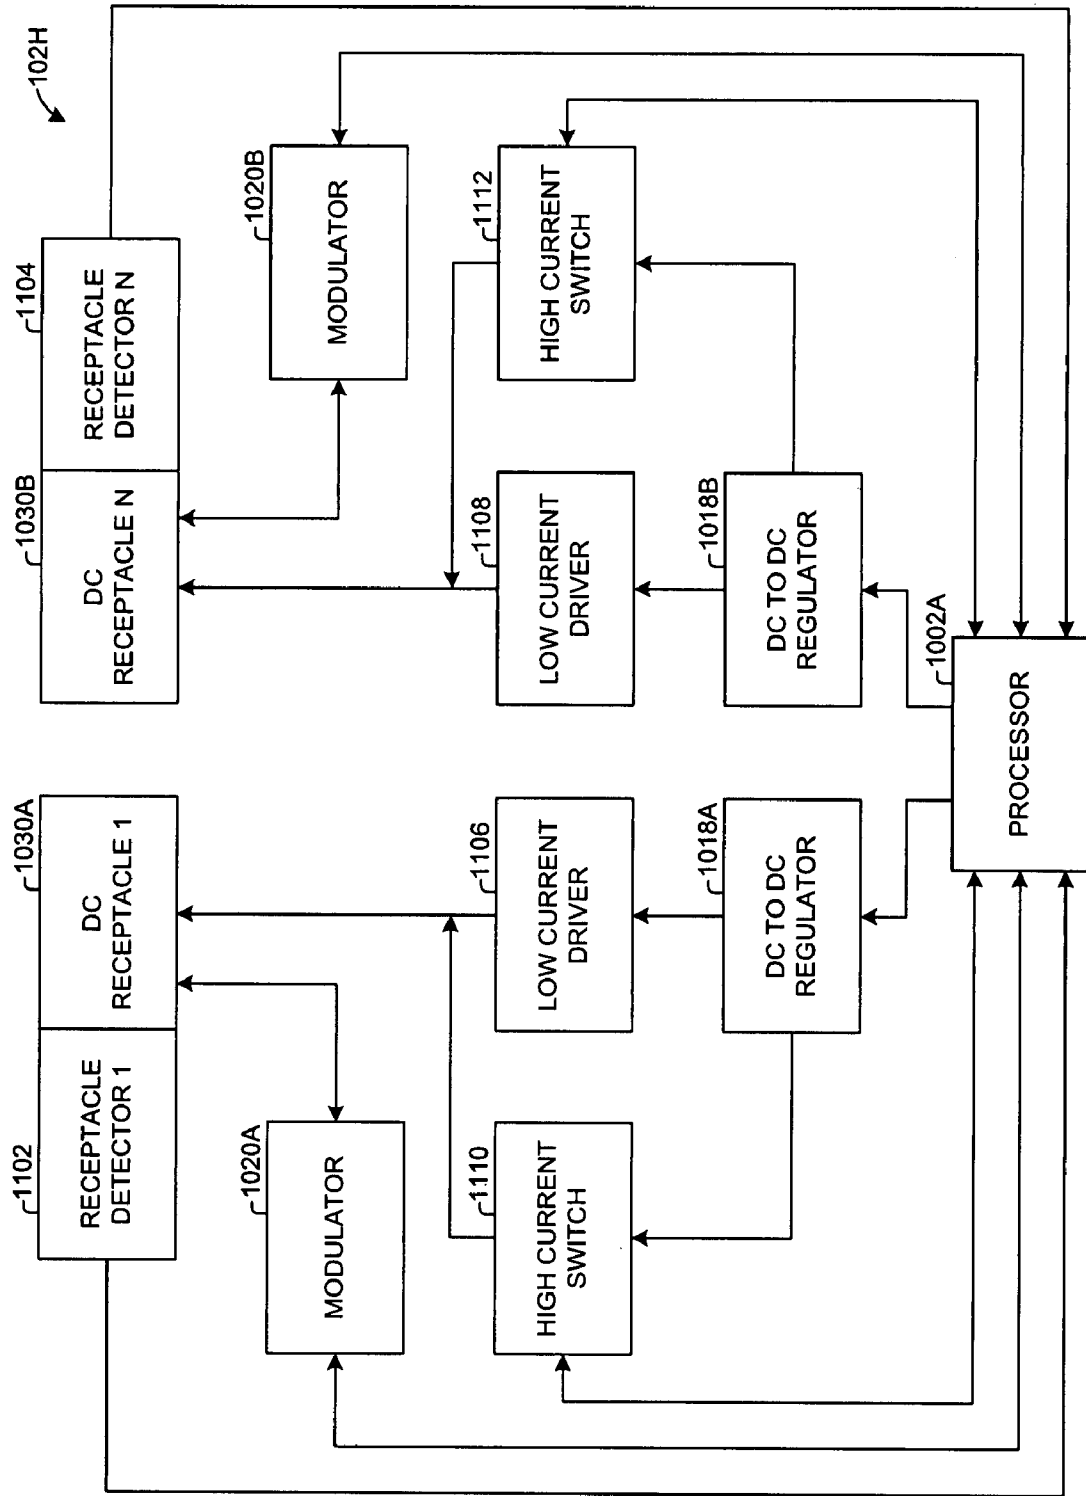 102H
1102
RECEPTACLE
DETECTOR 1
1030A
DC
RECEPTACLE 1
1030B
DC
RECEPTACLE N
1104
RECEPTACLE
DETECTOR N
1020A
MODULATOR
1020B
MODULATOR
1110
HIGH CURRENT
SWITCH
1106
LOW CURRENT
DRIVER
1108
LOW CURRENT
DRIVER
1112
HIGH CURRENT
SWITCH
1018A
DC TO DC
REGULATOR
1018B
DC TO DC
REGULATOR
1002A
PROCESSOR